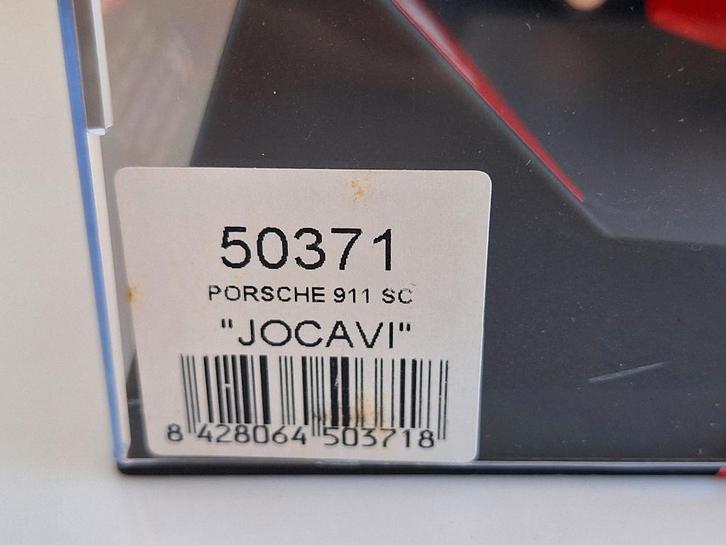 50371
PORSCHE 911 SC
"JOCAVI"
8 428064 503718